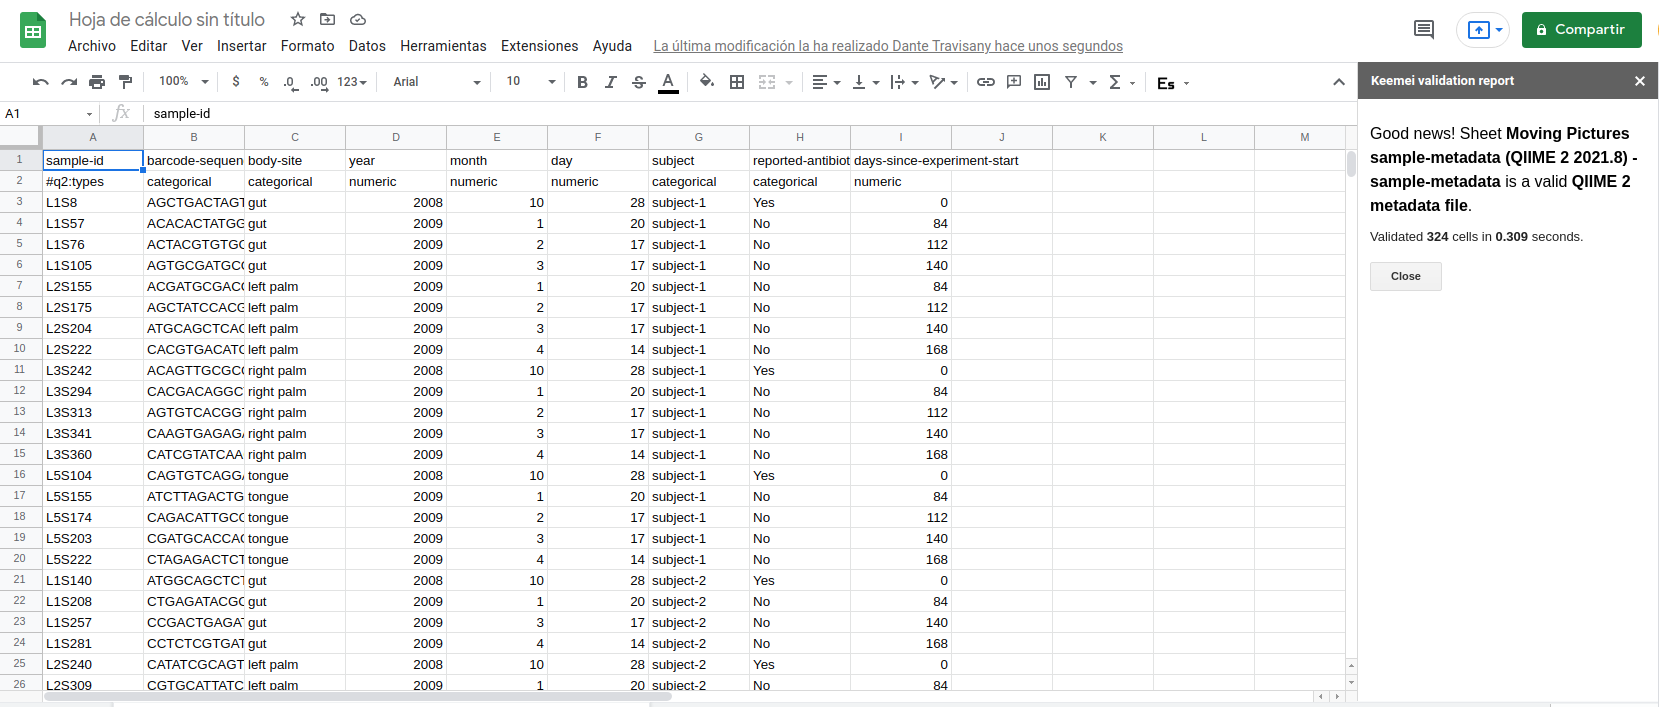 Hoja de cálculo sin título
Archivo Editar Ver Insertar Formato Datos Herramientas Extensiones Ayuda La última modificación la ha realizado Dante Travisany hace unos segundos
Compartir
100% $ % .0 .00 123 Arial 10 B I S A Σ Es
Keemei validation report
A1 fx sample-id
A B C D E F G H I J K L M
1 sample-id barcode-sequen body-site year month day subject reported-antibiot days-since-experiment-start
2 #q2:types categorical categorical numeric numeric numeric categorical categorical numeric
3 L1S8 AGCTGACTAGT gut 2008 10 28 subject-1 Yes 0
4 L1S57 ACACACTATGG gut 2009 1 20 subject-1 No 84
5 L1S76 ACTACGTGTGG gut 2009 2 17 subject-1 No 112
6 L1S105 AGTGCGATGCG gut 2009 3 17 subject-1 No 140
7 L2S155 ACGATGCGACC left palm 2009 1 20 subject-1 No 84
8 L2S175 AGCTATCCACG left palm 2009 2 17 subject-1 No 112
9 L2S204 ATGCAGCTCAG left palm 2009 3 17 subject-1 No 140
10 L2S222 CACGTGACATG left palm 2009 4 14 subject-1 No 168
11 L3S242 ACAGTTGCGCG right palm 2008 10 28 subject-1 Yes 0
12 L3S294 CACGACAGGCT right palm 2009 1 20 subject-1 No 84
13 L3S313 AGTGTCACGGT right palm 2009 2 17 subject-1 No 112
14 L3S341 CAAGTGAGAGA right palm 2009 3 17 subject-1 No 140
15 L3S360 CATCGTATCAA right palm 2009 4 14 subject-1 No 168
16 L5S104 CAGTGTCAGGA tongue 2008 10 28 subject-1 Yes 0
17 L5S155 ATCTTAGACTG tongue 2009 1 20 subject-1 No 84
18 L5S174 CAGACATTGCG tongue 2009 2 17 subject-1 No 112
19 L5S203 CGATGCACCAG tongue 2009 3 17 subject-1 No 140
20 L5S222 CTAGAGACTCT tongue 2009 4 14 subject-1 No 168
21 L1S140 ATGGCAGCTCT gut 2008 10 28 subject-2 Yes 0
22 L1S208 CTGAGATACGC gut 2009 1 20 subject-2 No 84
23 L1S257 CCGACTGAGAT gut 2009 3 17 subject-2 No 140
24 L1S281 CCTCTCGTGAT gut 2009 4 14 subject-2 No 168
25 L2S240 CATATCGCAGT left palm 2008 10 28 subject-2 Yes 0
26 L2S309 CGTGCATTATC left palm 2009 1 20 subject-2 No 84
Good news! Sheet Moving Pictures
sample-metadata (QIIME 2 2021.8) -
sample-metadata is a valid QIIME 2
metadata file.
Validated 324 cells in 0.309 seconds.
Close